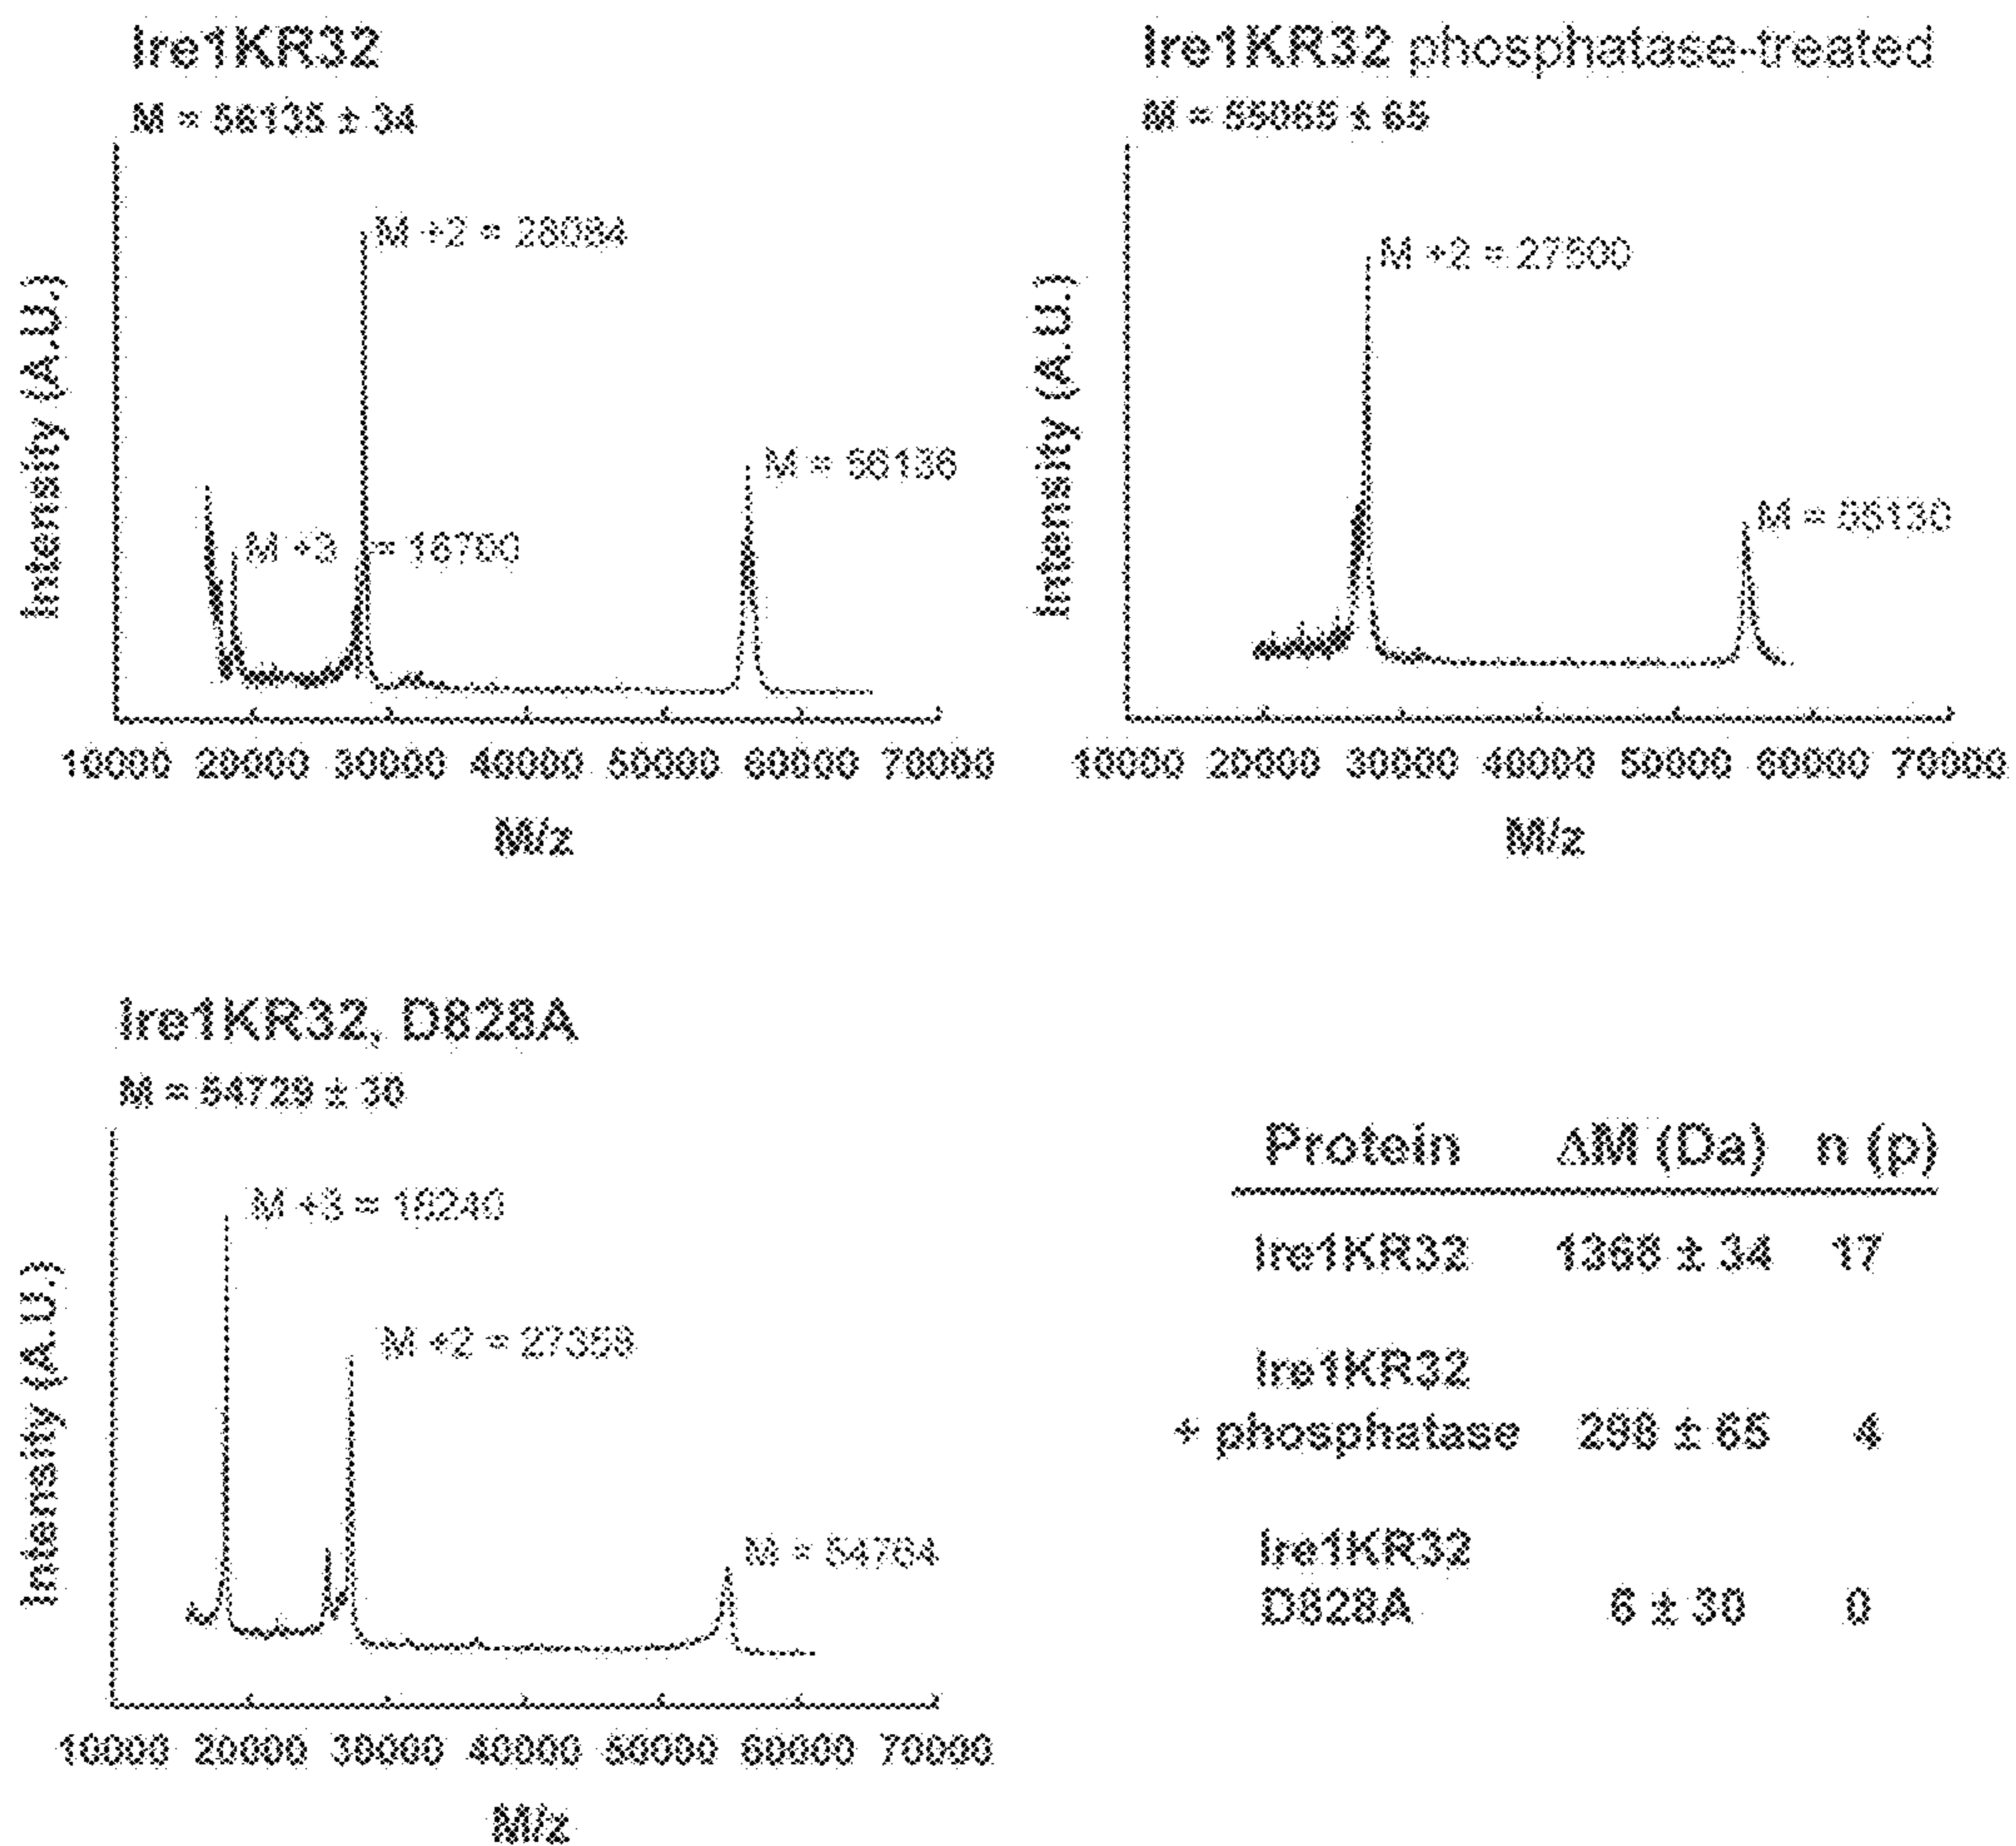 Ire1KR32
M = 56135 ± 34
M +2 = 28084
M = 56136
M +3 = 18700
Intensity (A.U.)
10000 20000 30000 40000 50000 60000 70000
M/z
Ire1KR32 phosphatase-treated
M = 55065 ± 65
M +2 = 27500
M = 55130
Intensity (A.U.)
10000 20000 30000 40000 50000 60000 70000
M/z
Ire1KR32, D828A
M = 54729 ± 30
M +3 = 18240
M +2 = 27359
M = 54764
Intensity (A.U.)
10000 20000 30000 40000 50000 60000 70000
M/z
Protein ΔM (Da) n (p)
Ire1KR32 1368 ± 34 17
Ire1KR32
+ phosphatase 298 ± 65 4
Ire1KR32
D828A 6 ± 30 0